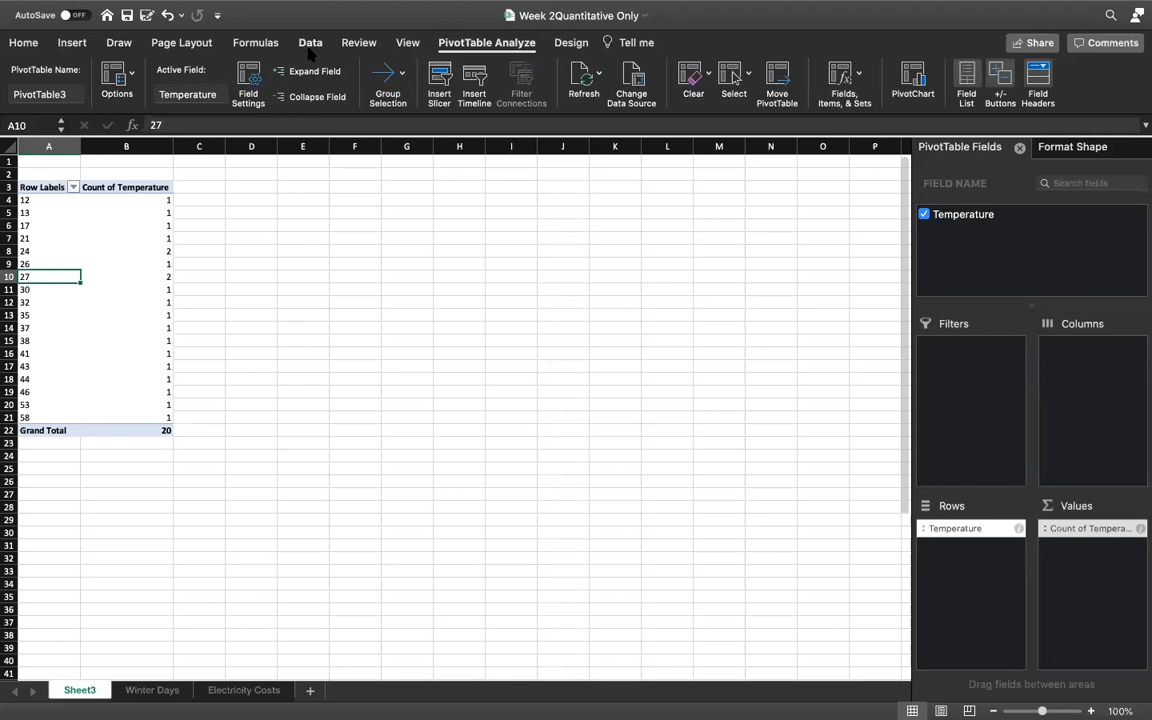 AutoSave OFF
Week 2Quantitative Only
Home Insert Draw Page Layout Formulas Data Review View PivotTable Analyze Design Tell me
Share Comments
PivotTable Name:
PivotTable3
Options
Active Field:
Temperature
Field Settings
Expand Field
Collapse Field
Group Selection
Insert Slicer
Insert Timeline
Filter Connections
Refresh
Change Data Source
Clear
Select
Move PivotTable
Fields, Items, & Sets
PivotChart
Field List
+/- Buttons
Field Headers
A10 fx 27
A B C D E F G H I J K L M N O P
1
2
3 Row Labels Count of Temperature
4 12 1
5 13 1
6 17 1
7 21 1
8 24 2
9 26 1
10 27 2
11 30 1
12 32 1
13 35 1
14 37 1
15 38 1
16 41 1
17 43 1
18 44 1
19 46 1
20 53 1
21 58 1
22 Grand Total 20
23
24
25
26
27
28
29
30
31
32
33
34
35
36
37
38
39
40
41
PivotTable Fields
Format Shape
FIELD NAME
Search fields
Temperature
Filters
Columns
Rows
Values
Temperature
Count of Tempera...
Drag fields between areas
Sheet3 Winter Days Electricity Costs +
100%